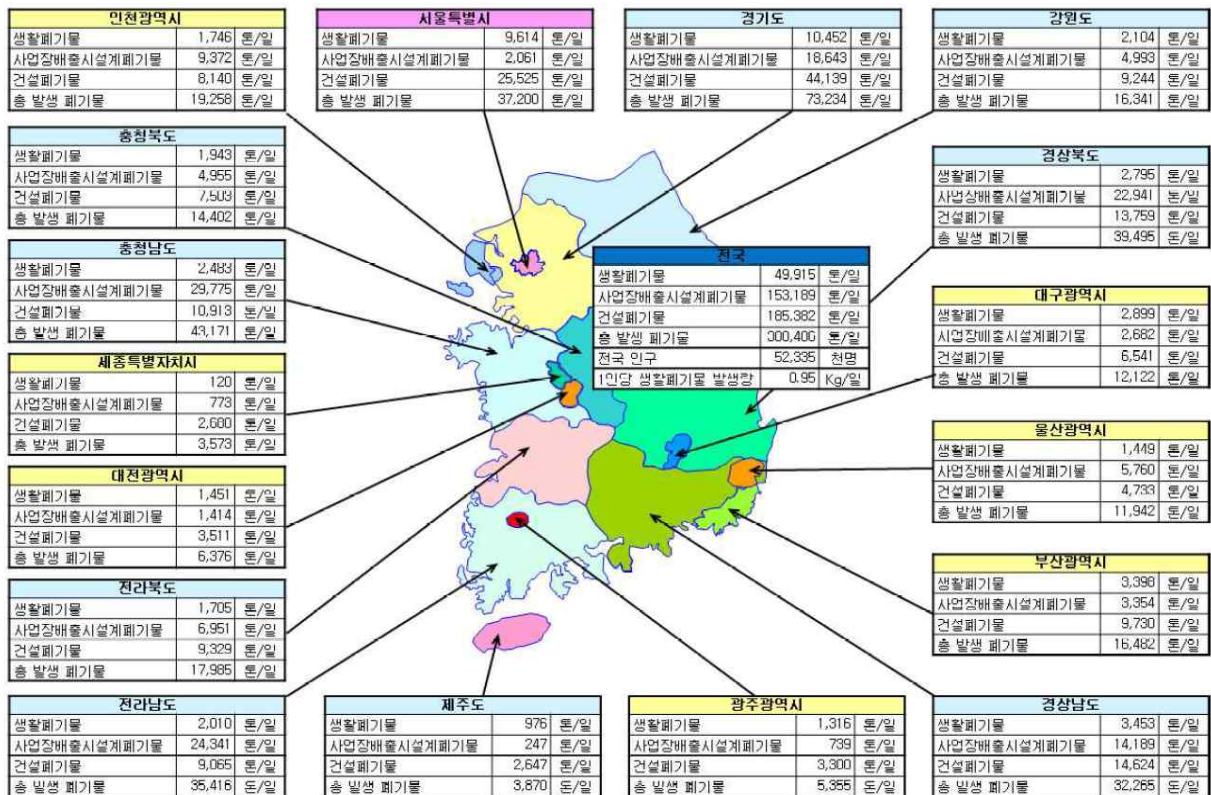 인천광역시
생활폐기물 1,746 톤/일
사업장배출시설계폐기물 9,372 톤/일
건설폐기물 8,140 톤/일
총 발생 폐기물 19,258 톤/일
서울특별시
생활폐기물 9,614 톤/일
사업장배출시설계폐기물 2,061 톤/일
건설폐기물 25,525 톤/일
총 발생 폐기물 37,200 톤/일
경기도
생활폐기물 10,452 톤/일
사업장배출시설계폐기물 18,643 톤/일
건설폐기물 44,139 톤/일
총 발생 폐기물 73,234 톤/일
강원도
생활폐기물 2,104 톤/일
사업장배출시설계폐기물 4,993 톤/일
건설폐기물 9,244 톤/일
총 발생 폐기물 16,341 톤/일
충청북도
생활폐기물 1,943 톤/일
사업장배출시설계폐기물 4,955 톤/일
건설폐기물 7,503 톤/일
총 발생 폐기물 14,402 톤/일
경상북도
생활폐기물 2,795 톤/일
사업장배출시설계폐기물 22,941 톤/일
건설폐기물 13,759 톤/일
총 발생 폐기물 39,495 톤/일
충청남도
생활폐기물 2,483 톤/일
사업장배출시설계폐기물 29,775 톤/일
건설폐기물 10,913 톤/일
총 발생 폐기물 43,171 톤/일
전국
생활폐기물 49,915 톤/일
사업장배출시설계폐기물 153,189 톤/일
건설폐기물 185,382 톤/일
총 발생 폐기물 톤/일
전국 인구 52,335 천명
1인당 생활폐기물 발생량 0.95 Kg/일
대구광역시
생활폐기물 2,899 톤/일
사업장배출시설계폐기물 2,682 톤/일
건설폐기물 6,541 톤/일
총 발생 폐기물 12,122 톤/일
세종특별자치시
생활폐기물 120 톤/일
사업장배출시설계폐기물 773 톤/일
건설폐기물 2,680 톤/일
총 발생 폐기물 3,573 톤/일
울산광역시
생활폐기물 1,449 톤/일
사업장배출시설계폐기물 5,760 톤/일
건설폐기물 4,733 톤/일
총 발생 폐기물 11,942 톤/일
대전광역시
생활폐기물 1,451 톤/일
사업장배출시설계폐기물 1,414 톤/일
건설폐기물 3,511 톤/일
총 발생 폐기물 6,376 톤/일
부산광역시
생활폐기물 3,398 톤/일
사업장배출시설계폐기물 3,354 톤/일
건설폐기물 9,730 톤/일
총 발생 폐기물 16,482 톤/일
전라북도
생활폐기물 1,705 톤/일
사업장배출시설계폐기물 6,951 톤/일
건설폐기물 9,329 톤/일
총 발생 폐기물 17,985 톤/일
전라남도
생활폐기물 2,010 톤/일
사업장배출시설계폐기물 24,341 톤/일
건설폐기물 9,065 톤/일
총 발생 폐기물 35,416 톤/일
제주도
생활폐기물 976 톤/일
사업장배출시설계폐기물 247 톤/일
건설폐기물 2,647 톤/일
총 발생 폐기물 3,870 톤/일
광주광역시
생활폐기물 1,316 톤/일
사업장배출시설계폐기물 739 톤/일
건설폐기물 3,300 톤/일
총 발생 폐기물 5,355 톤/일
경상남도
생활폐기물 3,453 톤/일
사업장배출시설계폐기물 14,189 톤/일
건설폐기물 14,624 톤/일
총 발생 폐기물 32,265 톤/일